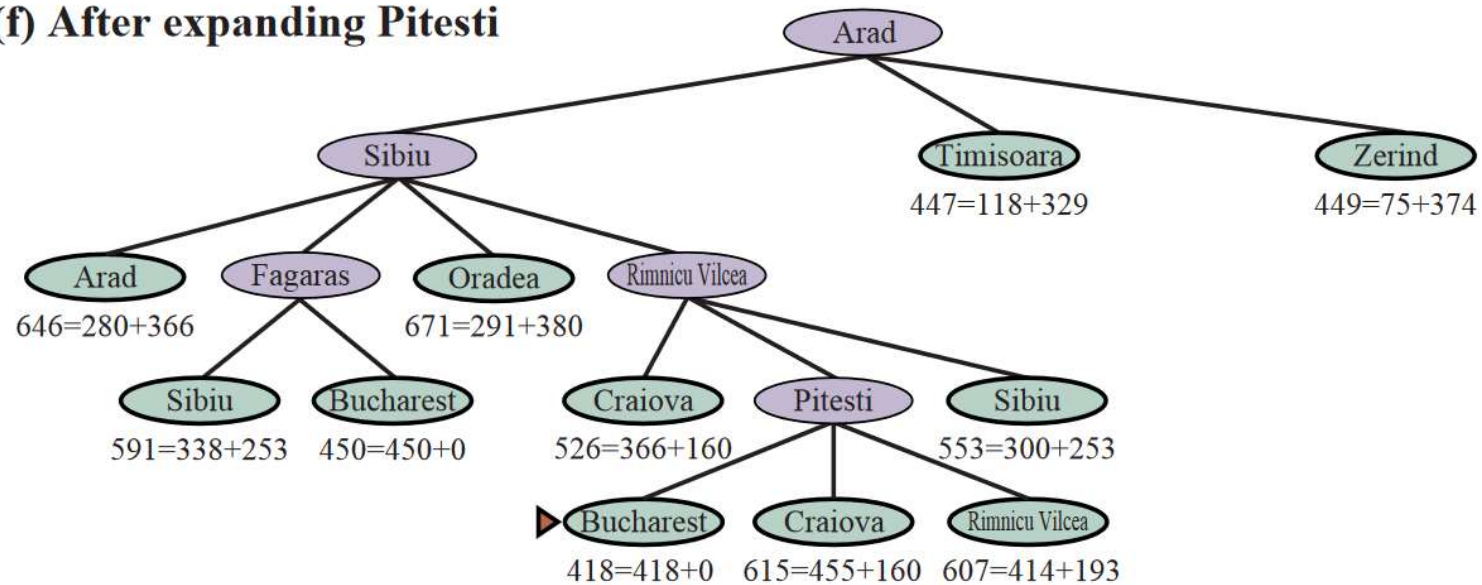 (f) After expanding Pitesti
Arad
Sibiu
Timisoara
Zerind
447=118+329
449=75+374
Arad
Fagaras
Oradea
Rimnicu Vilcea
646=280+366
671=291+380
Sibiu
Bucharest
Craiova
Pitesti
Sibiu
591=338+253
450=450+0
526=366+160
553=300+253
Bucharest
Craiova
Rimnicu Vilcea
418=418+0
615=455+160
607=414+193